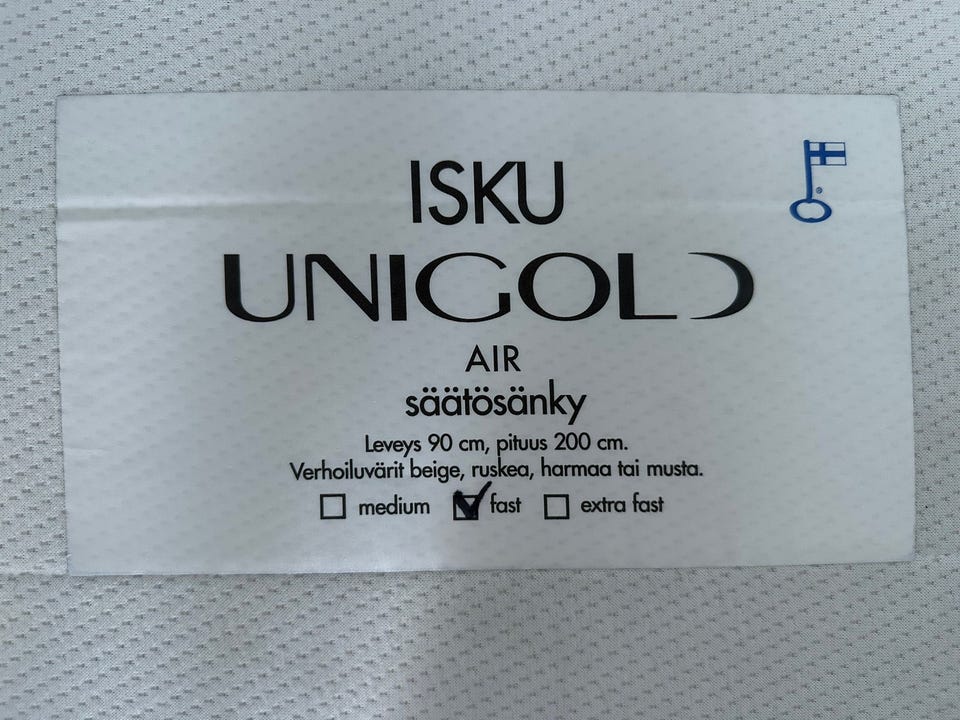 ISKU
UNIGOLD
AIR
säätösänky
Leveys 90 cm, pituus 200 cm.
Verhoiluvärit beige, ruskea, harmaa tai musta.
☐ medium ☑ fast ☐ extra fast